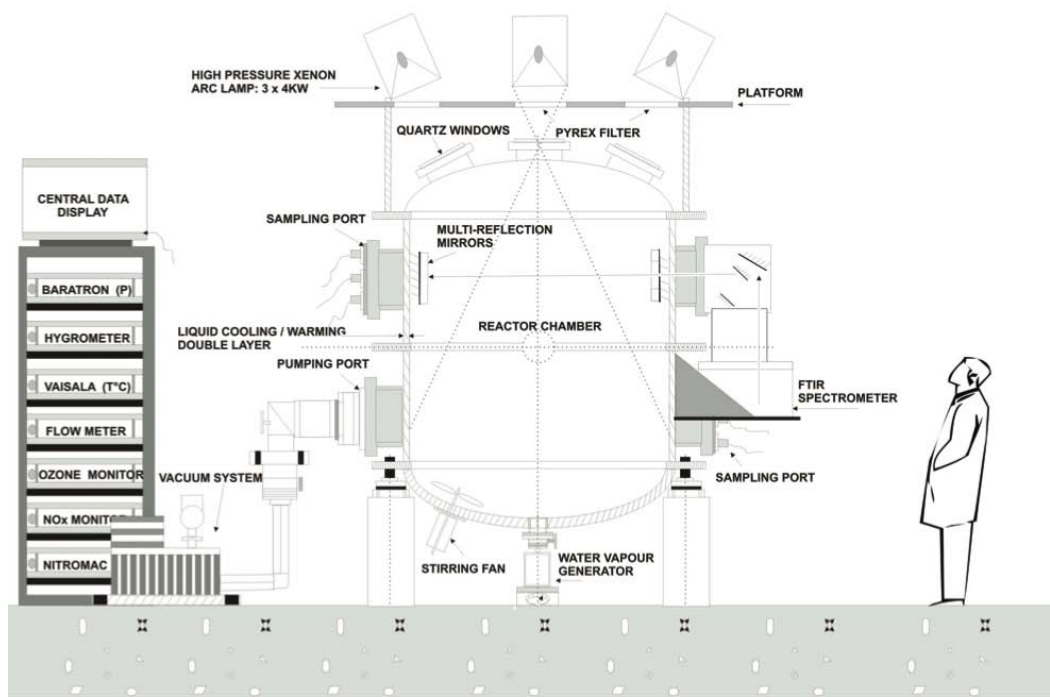 HIGH PRESSURE XENON
ARC LAMP: 3 x 4KW
PLATFORM
QUARTZ WINDOWS
PYREX FILTER
CENTRAL DATA
DISPLAY
SAMPLING PORT
MULTI-REFLECTION
MIRRORS
BARATRON (P)
HYGROMETER
LIQUID COOLING / WARMING
DOUBLE LAYER
REACTOR CHAMBER
PUMPING PORT
VAISALA (T°C)
FTIR
SPECTROMETER
FLOW METER
OZONE MONITOR
VACUUM SYSTEM
SAMPLING PORT
NOx MONITOR
NITROMAC
STIRRING FAN
WATER VAPOUR
GENERATOR